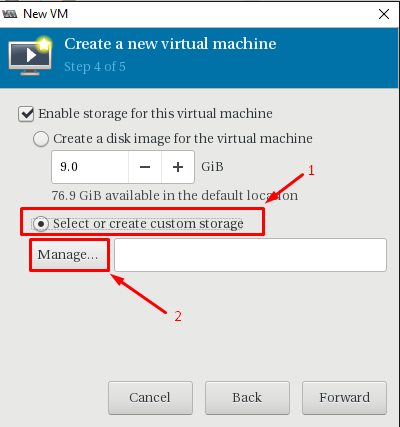 New VM
Create a new virtual machine
Step 4 of 5
Enable storage for this virtual machine
Create a disk image for the virtual machine
9.0 − + GiB
76.9 GiB available in the default location
1
Select or create custom storage
Manage...
2
Cancel Back Forward